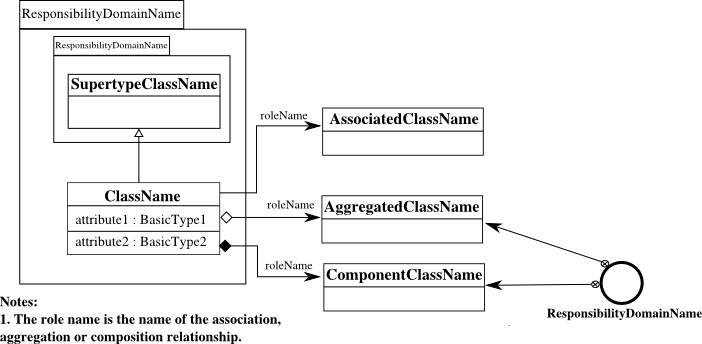 ResponsibilityDomainName
ResponsibilityDomainName
SupertypeClassName
ClassName
attribute1 : BasicType1
attribute2 : BasicType2
roleName
AssociatedClassName
roleName
AggregatedClassName
roleName
ComponentClassName
ResponsibilityDomainName
Notes:
1. The role name is the name of the association,
aggregation or composition relationship.